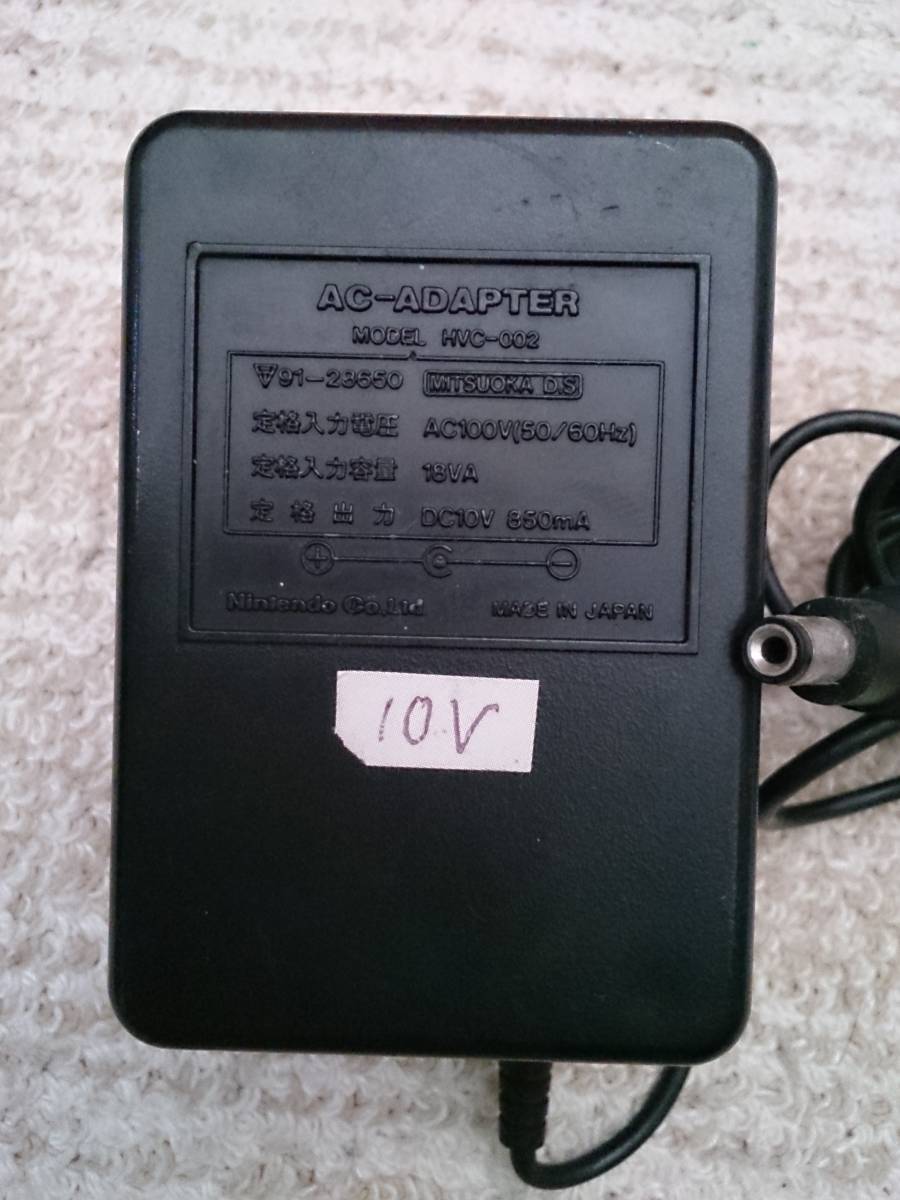 AC-ADAPTER
MODEL HVC-002
91-23650 MITSUOKA D.S
定格入力電圧 AC100V(50/60Hz)
定格入力容量 18VA
定格出力 DC10V 850mA
Nintendo Co.,Ltd. MADE IN JAPAN
10V